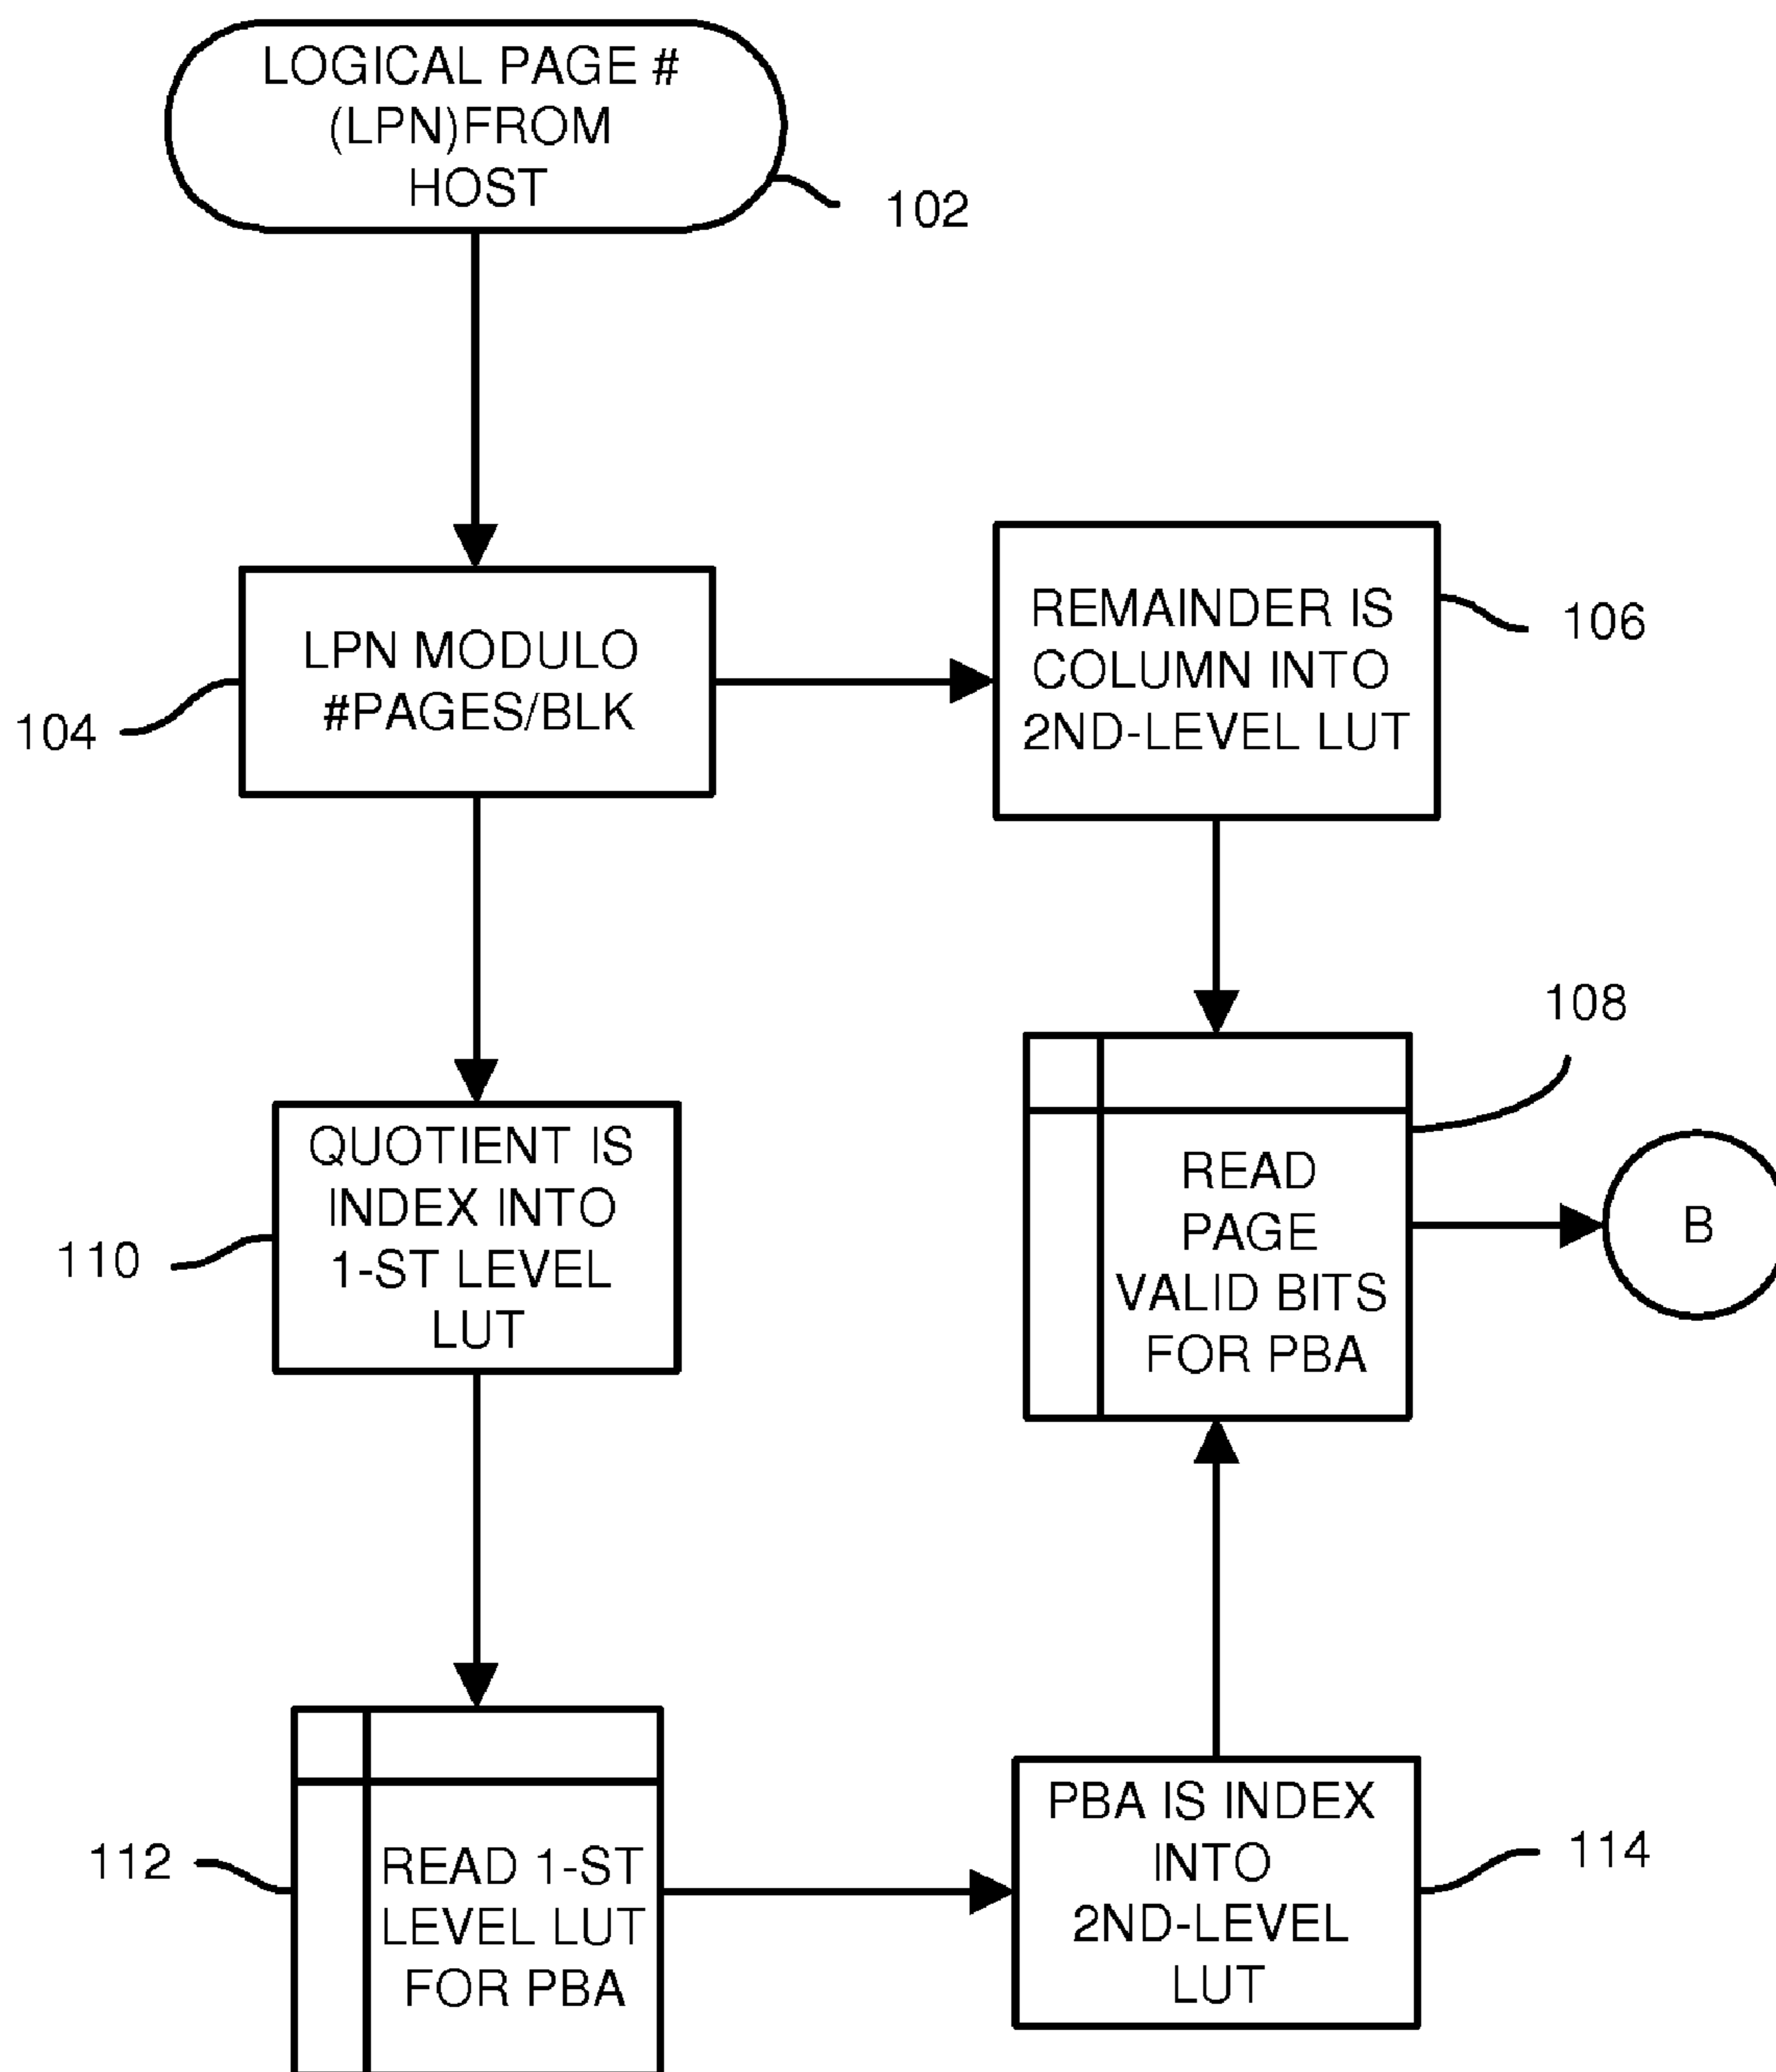 LOGICAL PAGE #
(LPN)FROM
HOST
102
LPN MODULO
#PAGES/BLK
104
REMAINDER IS
COLUMN INTO
2ND-LEVEL LUT
106
108
READ
PAGE
VALID BITS
FOR PBA
B
QUOTIENT IS
INDEX INTO
1-ST LEVEL
LUT
110
READ 1-ST
LEVEL LUT
FOR PBA
112
PBA IS INDEX
INTO
2ND-LEVEL
LUT
114